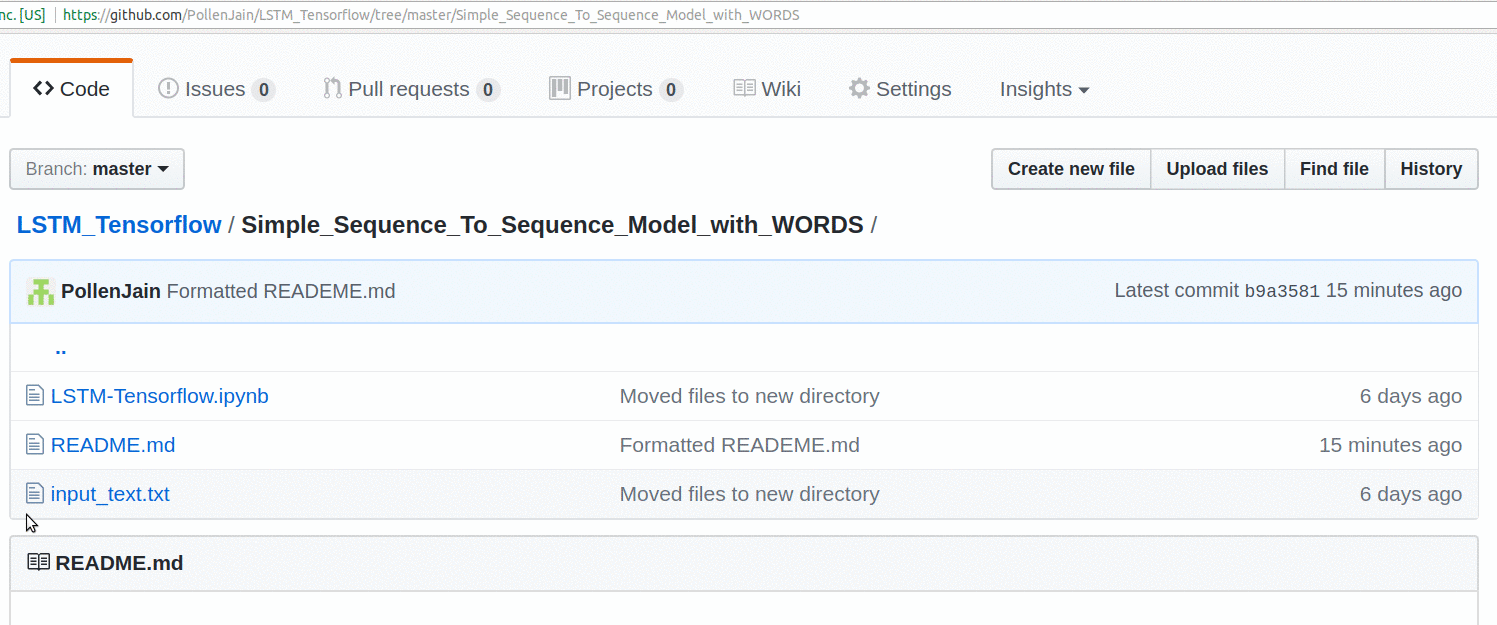 nc. [US] https://github.com/PollenJain/LSTM_Tensorflow/tree/master/Simple_Sequence_To_Sequence_Model_with_WORDS
Code Issues 0 Pull requests 0 Projects 0 Wiki Settings Insights
Branch: master Create new file Upload files Find file History
LSTM_Tensorflow / Simple_Sequence_To_Sequence_Model_with_WORDS /
PollenJain Formatted READEME.md Latest commit b9a3581 15 minutes ago
..
LSTM-Tensorflow.ipynb Moved files to new directory 6 days ago
README.md Formatted READEME.md 15 minutes ago
input_text.txt Moved files to new directory 6 days ago
README.md